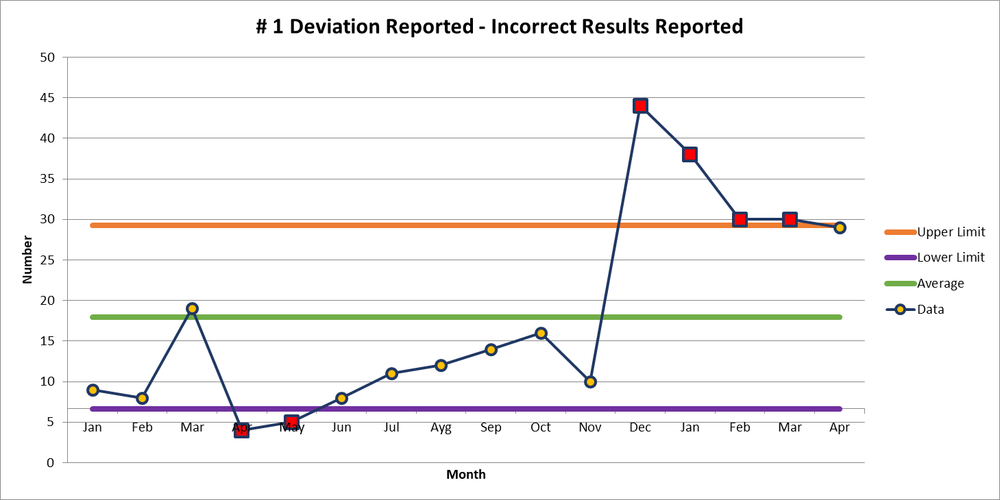 # 1 Deviation Reported - Incorrect Results Reported
50
45
40
35
30
25
20
15
10
5
0
Number
Jan Feb Mar Apr May Jun Jul Ayg Sep Oct Nov Dec Jan Feb Mar Apr
Month
Upper Limit
Lower Limit
Average
Data